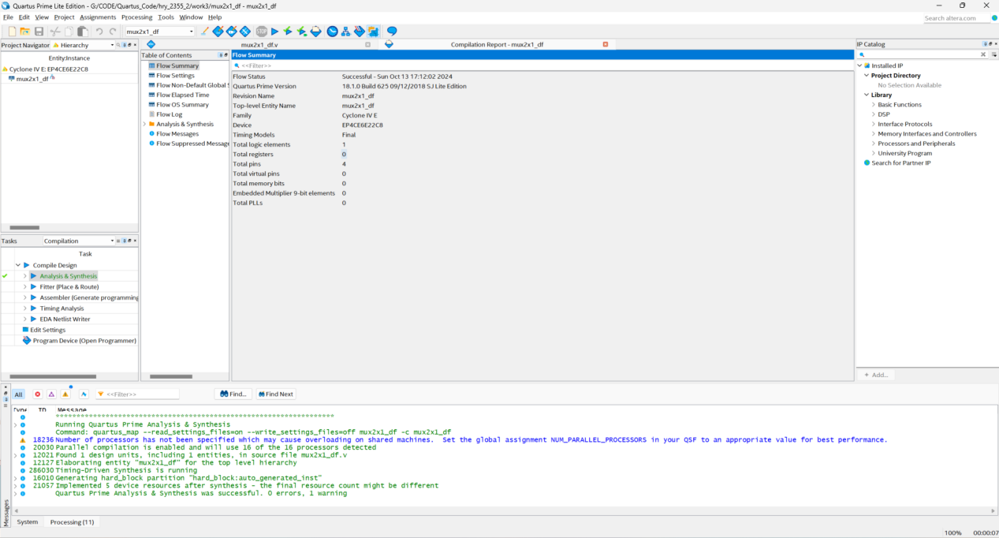 Quartus Prime Lite Edition - G:/CODE/Quartus_Code/hry_2355_2/work3/mux2x1_df - mux2x1_df
File Edit View Project Assignments Processing Tools Window Help
Search altera.com
mux2x1_df
STOP
Project Navigator Hierarchy
Entity:Instance
Cyclone IV E: EP4CE6E22C8
mux2x1_df
mux2x1_df.v
Compilation Report - mux2x1_df
Table of Contents
Flow Summary
Flow Settings
Flow Non-Default Global S
Flow Elapsed Time
Flow OS Summary
Flow Log
Analysis & Synthesis
Flow Messages
Flow Suppressed Message
Flow Summary
<<Filter>>
Flow Status Successful - Sun Oct 13 17:12:02 2024
Quartus Prime Version 18.1.0 Build 625 09/12/2018 SJ Lite Edition
Revision Name mux2x1_df
Top-level Entity Name mux2x1_df
Family Cyclone IV E
Device EP4CE6E22C8
Timing Models Final
Total logic elements 1
Total registers 0
Total pins 4
Total virtual pins 0
Total memory bits 0
Embedded Multiplier 9-bit elements 0
Total PLLs 0
IP Catalog
Installed IP
Project Directory
No Selection Available
Library
Basic Functions
DSP
Interface Protocols
Memory Interfaces and Controllers
Processors and Peripherals
University Program
Search for Partner IP
+ Add...
Tasks Compilation
Task
Compile Design
Analysis & Synthesis
Fitter (Place & Route)
Assembler (Generate programming
Timing Analysis
EDA Netlist Writer
Edit Settings
Program Device (Open Programmer)
All <<Filter>> Find... Find Next
Type ID Message
*******************************************************************
Running Quartus Prime Analysis & Synthesis
Command: quartus_map --read_settings_files=on --write_settings_files=off mux2x1_df -c mux2x1_df
18236 Number of processors has not been specified which may cause overloading on shared machines.  Set the global assignment NUM_PARALLEL_PROCESSORS in your QSF to an appropriate value for best performance.
20030 Parallel compilation is enabled and will use 16 of the 16 processors detected
12021 Found 1 design units, including 1 entities, in source file mux2x1_df.v
12127 Elaborating entity "mux2x1_df" for the top level hierarchy
286030 Timing-Driven Synthesis is running
16010 Generating hard_block partition "hard_block:auto_generated_inst"
21057 Implemented 5 device resources after synthesis - the final resource count might be different
Quartus Prime Analysis & Synthesis was successful. 0 errors, 1 warning
Messages
System Processing (11)
100% 00:00:07